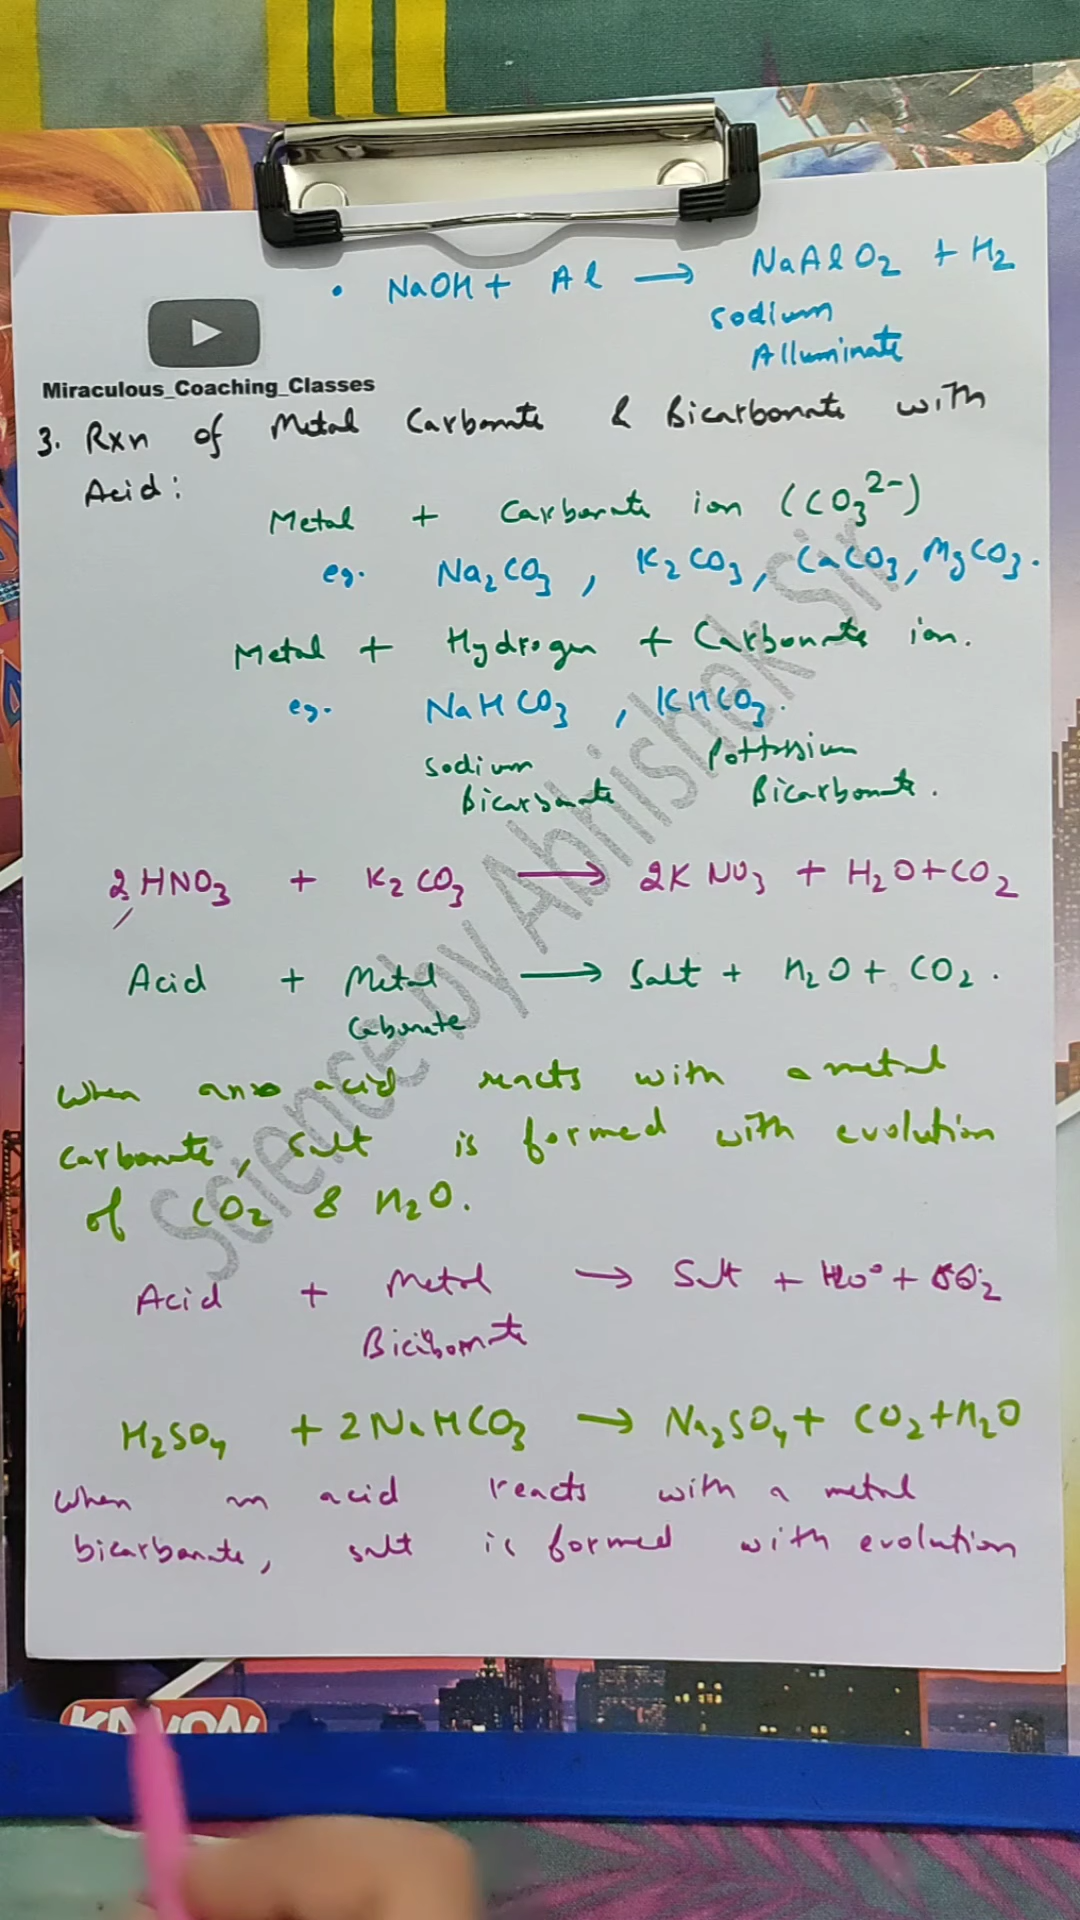 • NaOH + Al → NaAlO₂ + H₂
Sodium
Alluminate
Miraculous_Coaching_Classes
3. Rxn of Metal Carbonate & Bicarbonate with
Acid:
Metal + Carbonate ion (CO₃²⁻)
eg. Na₂CO₃ , K₂CO₃, CaCO₃, MgCO₃.
Metal + Hydrogen + Carbonate ion.
eg. NaHCO₃ , KHCO₃.
Sodium Pottassium
Bicarbonate Bicarbonate.
2HNO₃ + K₂CO₃ → 2KNO₃ + H₂O + CO₂
Acid + Metal → Salt + H₂O + CO₂.
Cabonate
When an acid reacts with a metal
carbonate, salt is formed with evolution
of CO₂ & H₂O.
Acid + Metal → Salt + H₂O + CO₂
Bicarbonate
H₂SO₄ + 2NaHCO₃ → Na₂SO₄ + CO₂ + H₂O
When an acid reacts with a metal
bicarbonate, salt is formed with evolution
Science by Abhishek Sir